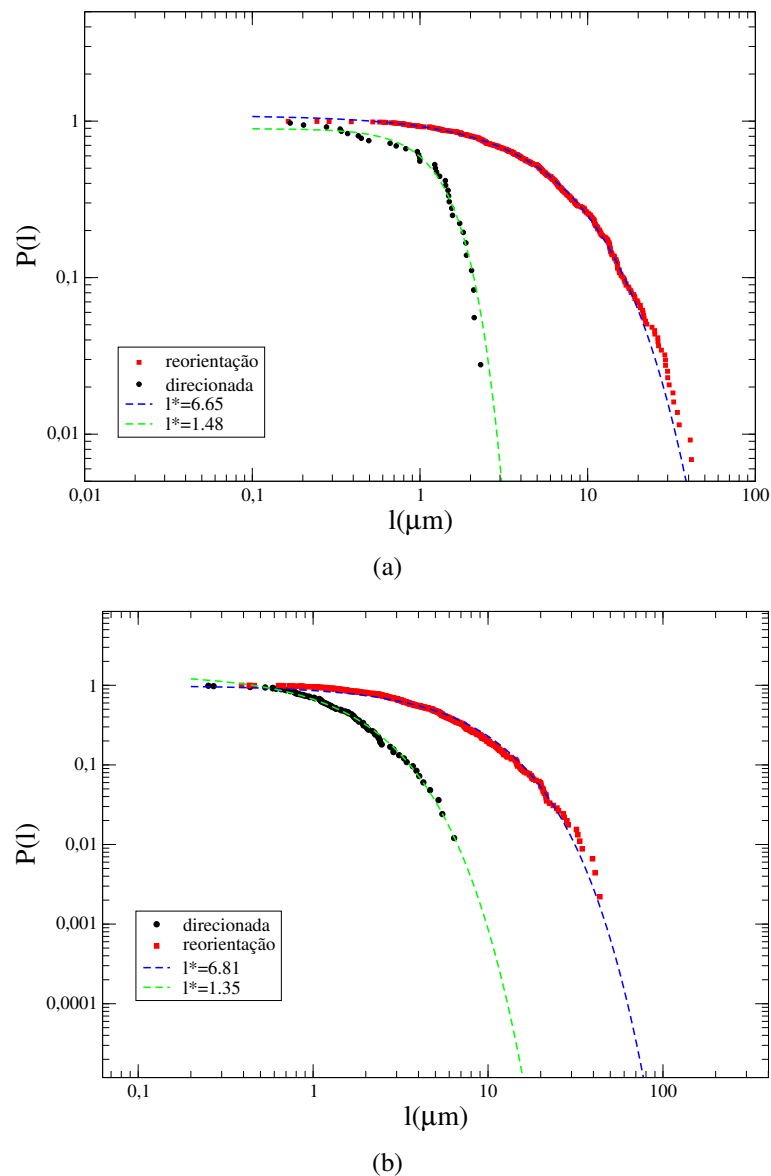 P(l)
1
0,1
0,01
reorientação
direcionada
l*=6.65
l*=1.48
0,01
0,1
1
10
100
l(μm)
(a)
P(l)
1
0,1
0,01
0,001
0,0001
direcionada
reorientação
l*=6.81
l*=1.35
0,1
1
10
100
l(μm)
(b)